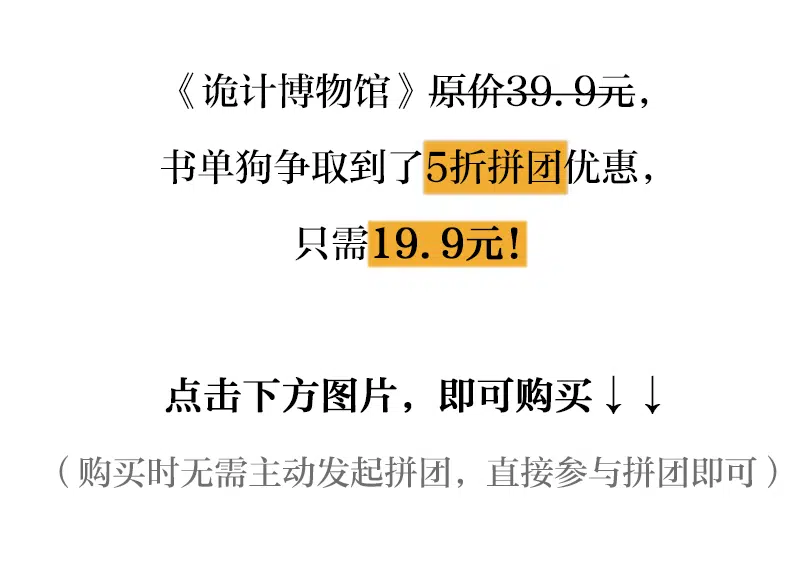 《诡计博物馆》原价39.9元，
书单狗争取到了5折拼团优惠，
只需19.9元！
点击下方图片，即可购买↓↓
（购买时无需主动发起拼团，直接参与拼团即可）